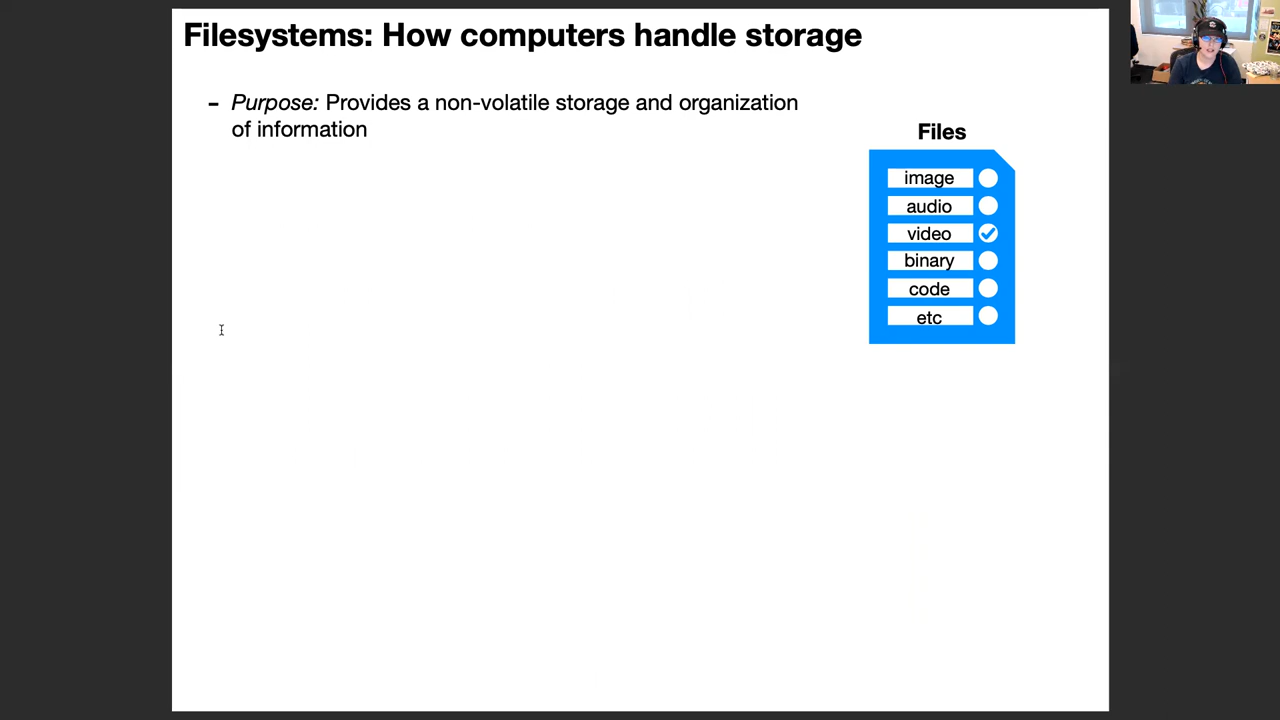 Filesystems: How computers handle storage
- Purpose: Provides a non-volatile storage and organization
of information
Files
image
audio
video
binary
code
etc